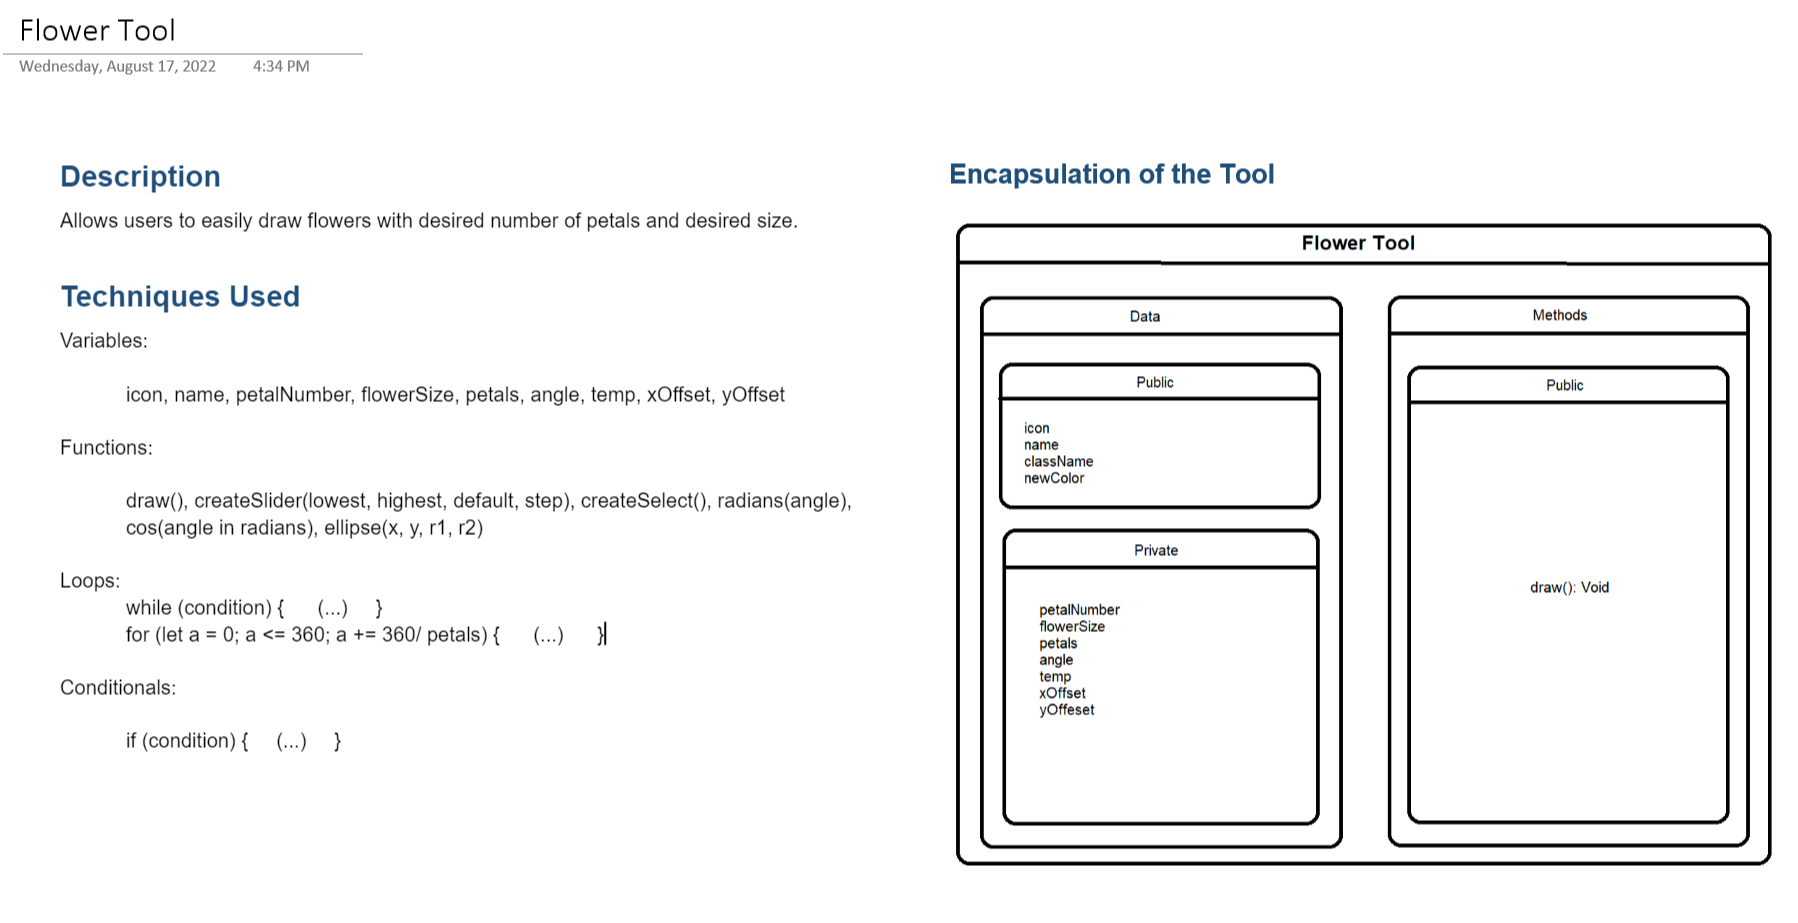 Flower Tool
Wednesday, August 17, 2022 4:34 PM
Description
Allows users to easily draw flowers with desired number of petals and desired size.
Techniques Used
Variables:
icon, name, petalNumber, flowerSize, petals, angle, temp, xOffset, yOffset
Functions:
draw(), createSlider(lowest, highest, default, step), createSelect(), radians(angle),
cos(angle in radians), ellipse(x, y, r1, r2)
Loops:
while (condition) { (...) }
for (let a = 0; a <= 360; a += 360/ petals) { (...) }
Conditionals:
if (condition) { (...) }
Encapsulation of the Tool
Flower Tool
Data
Public
icon
name
className
newColor
Private
petalNumber
flowerSize
petals
angle
temp
xOffset
yOffeset
Methods
Public
draw(): Void